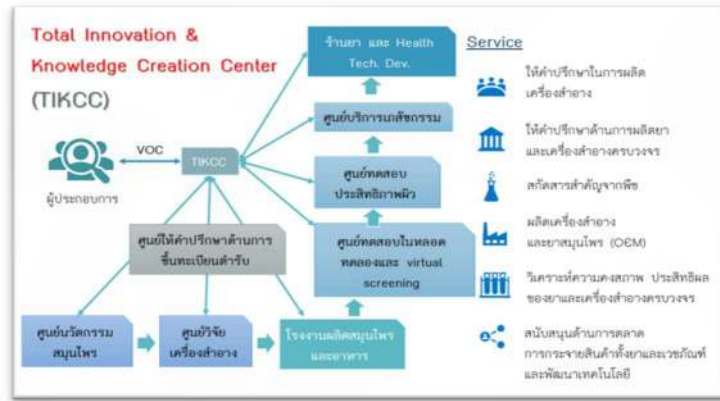 Total Innovation &
Knowledge Creation Center
(TIKCC)
ผู้ประกอบการ
VOC
TIKCC
ร้านยา และ Health
Tech. Dev.
ศูนย์บริการเภสัชกรรม
ศูนย์ทดสอบ
ประสิทธิภาพผิว
ศูนย์ทดสอบในหลอด
ทดลองและ virtual
screening
ศูนย์ให้คำปรึกษาด้านการ
ขึ้นทะเบียนตำรับ
ศูนย์นวัตกรรม
สมุนไพร
ศูนย์วิจัย
เครื่องสำอาง
โรงงานผลิตสมุนไพร
และอาหาร
Service
ให้คำปรึกษาในการผลิต
เครื่องสำอาง
ให้คำปรึกษาด้านการผลิตยา
และเครื่องสำอางครบวงจร
สกัดสารสำคัญจากพืช
ผลิตเครื่องสำอาง
และยาสมุนไพร (OEM)
วิเคราะห์ความคงสภาพ ประสิทธิผล
ของยาและเครื่องสำอางครบวงจร
สนับสนุนด้านการตลาด
การกระจายสินค้าทั้งยาและเวชภัณฑ์
และพัฒนาเทคโนโลยี